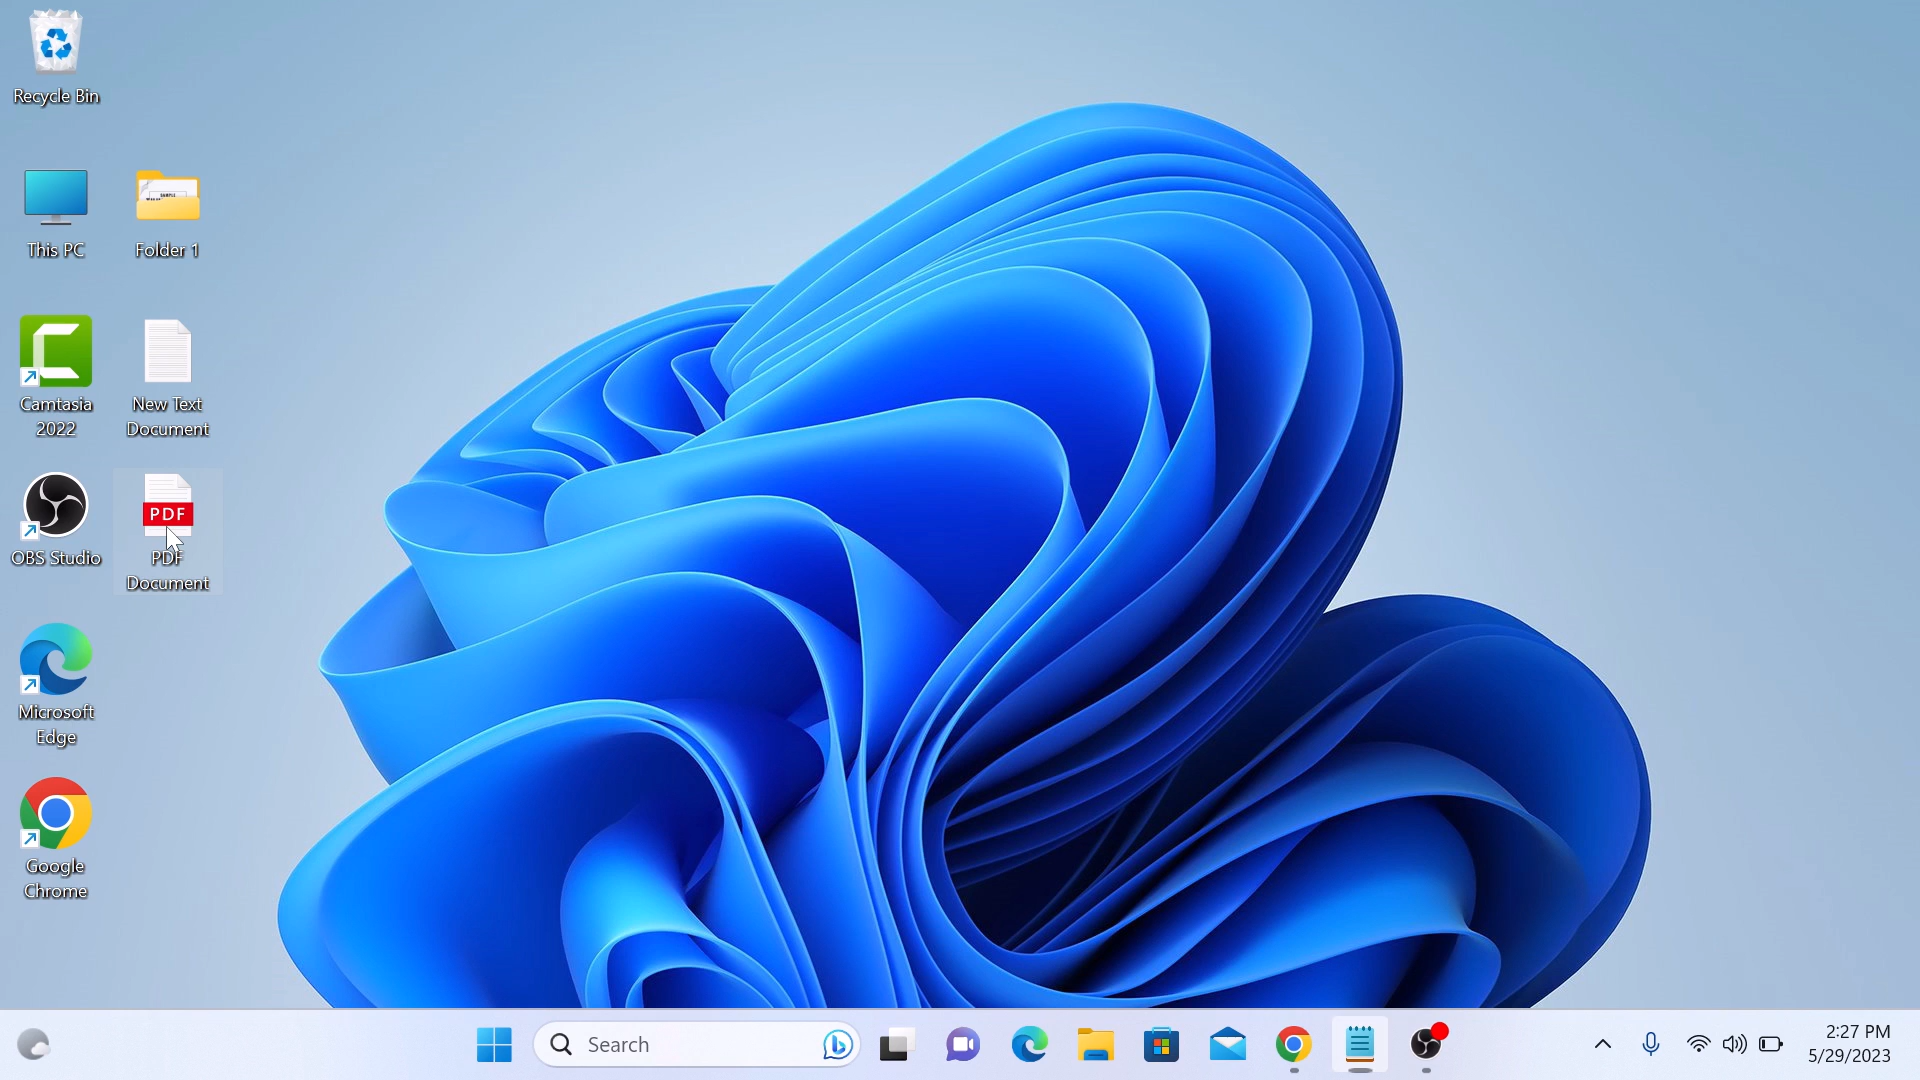 Recycle Bin
This PC
Folder 1
Camtasia
2022
New Text
Document
OBS Studio
PDF
PDF
Document
Microsoft
Edge
Google
Chrome
Search
2:27 PM
5/29/2023